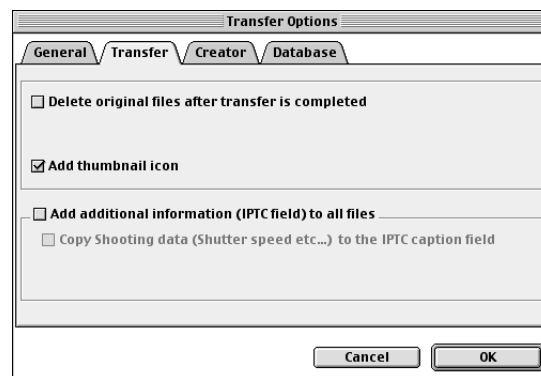 Transfer Options
General Transfer Creator Database
Delete original files after transfer is completed
Add thumbnail icon
Add additional information (IPTC field) to all files
Copy Shooting data (Shutter speed etc...) to the IPTC caption field
Cancel OK